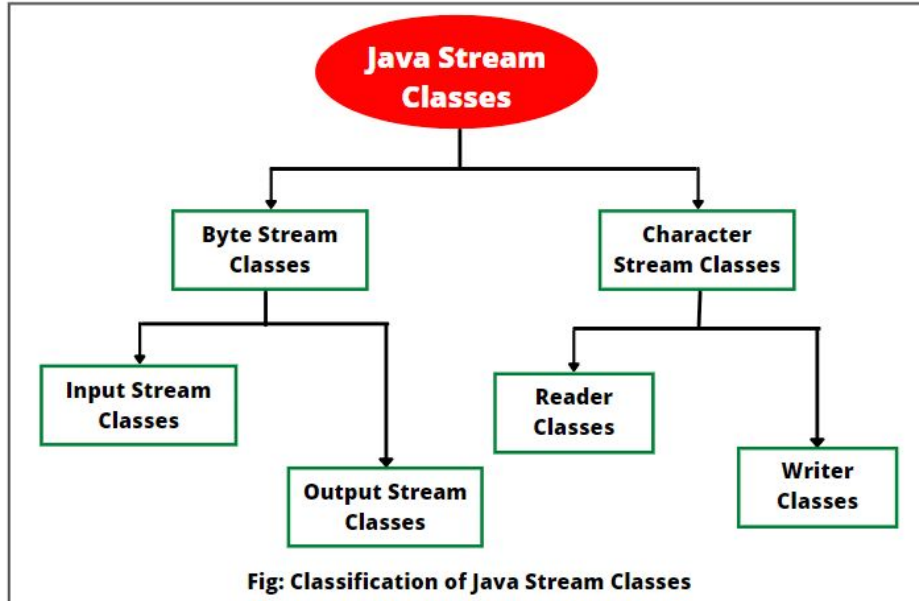 Java Stream
Classes
Byte Stream
Classes
Character
Stream Classes
Input Stream
Classes
Output Stream
Classes
Reader
Classes
Writer
Classes
Fig: Classification of Java Stream Classes